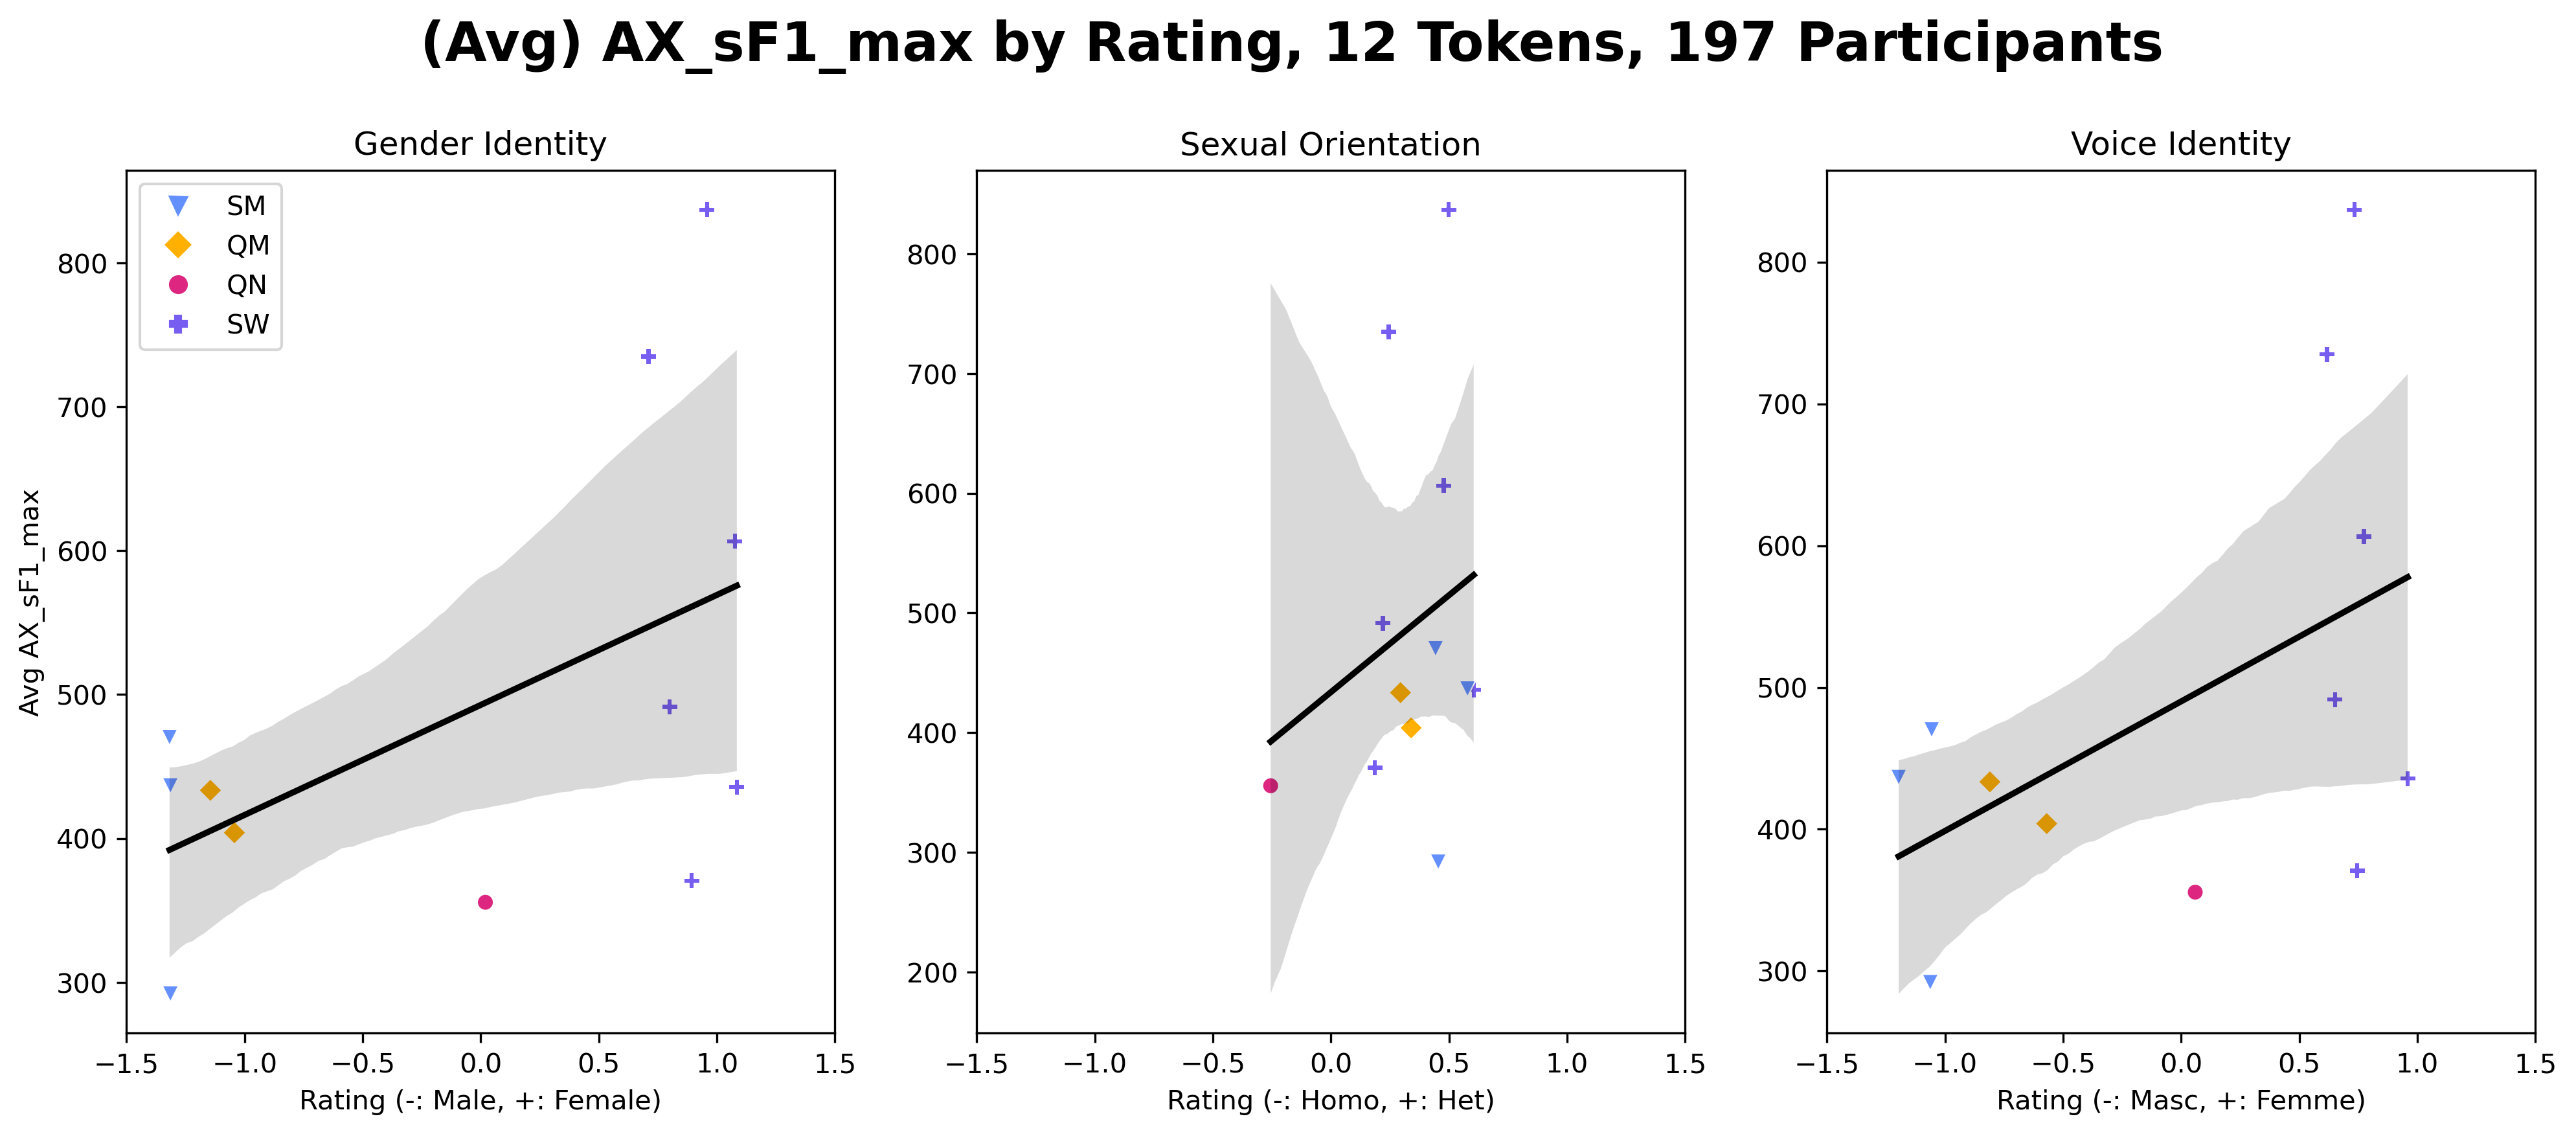 (Avg) AX_sF1_max by Rating, 12 Tokens, 197 Participants
Gender Identity
SM
QM
QN
SW
800
700
600
500
400
300
Avg AX_sF1_max
−1.5 −1.0 −0.5 0.0 0.5 1.0 1.5
Rating (-: Male, +: Female)
Sexual Orientation
800
700
600
500
400
300
200
−1.5 −1.0 −0.5 0.0 0.5 1.0 1.5
Rating (-: Homo, +: Het)
Voice Identity
800
700
600
500
400
300
−1.5 −1.0 −0.5 0.0 0.5 1.0 1.5
Rating (-: Masc, +: Femme)